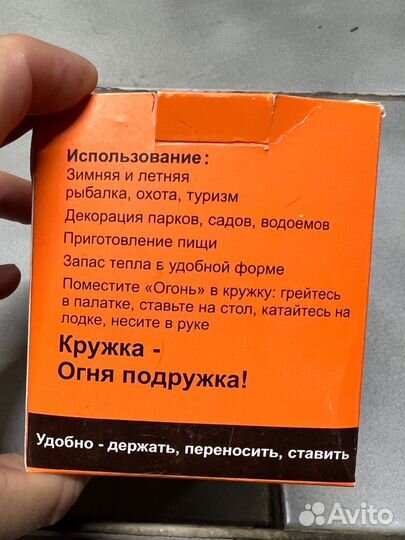 Использование:
Зимняя и летняя
рыбалка, охота, туризм
Декорация парков, садов, водоемов
Приготовление пищи
Запас тепла в удобной форме
Поместите «Огонь» в кружку: грейтесь
в палатке, ставьте на стол, катайтесь на
лодке, несите в руке
Кружка -
Огня подружка!
Удобно - держать, переносить, ставить
Avito